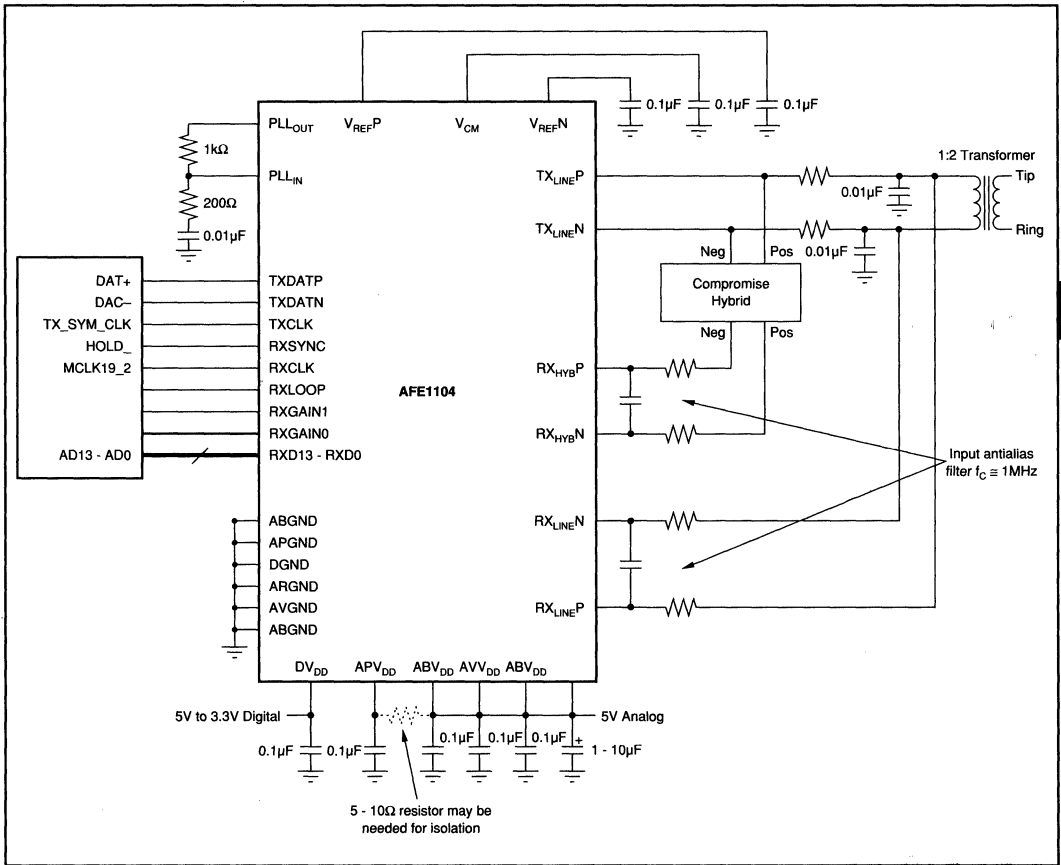 0.1µF 0.1µF 0.1µF
PLLOUT VREFP VCM VREFN
1kΩ
PLLIN
200Ω
0.01µF
TXLINEP
TXLINEN
1:2 Transformer
Tip
0.01µF
Ring
0.01µF
Neg Pos
Compromise
Hybrid
Neg Pos
DAT+
DAC–
TX_SYM_CLK
HOLD_
MCLK19_2
AD13 - AD0
TXDATP
TXDATN
TXCLK
RXSYNC
RXCLK
RXLOOP
RXGAIN1
RXGAIN0
RXD13 - RXD0
AFE1104
RXHYBP
RXHYBN
Input antialias
filter fC ≅ 1MHz
RXLINEN
RXLINEP
ABGND
APGND
DGND
ARGND
AVGND
ABGND
DVDD APVDD ABVDD AVVDD ABVDD
5V to 3.3V Digital
5V Analog
0.1µF 0.1µF 0.1µF 0.1µF 0.1µF + 1 - 10µF
5 - 10Ω resistor may be
needed for isolation